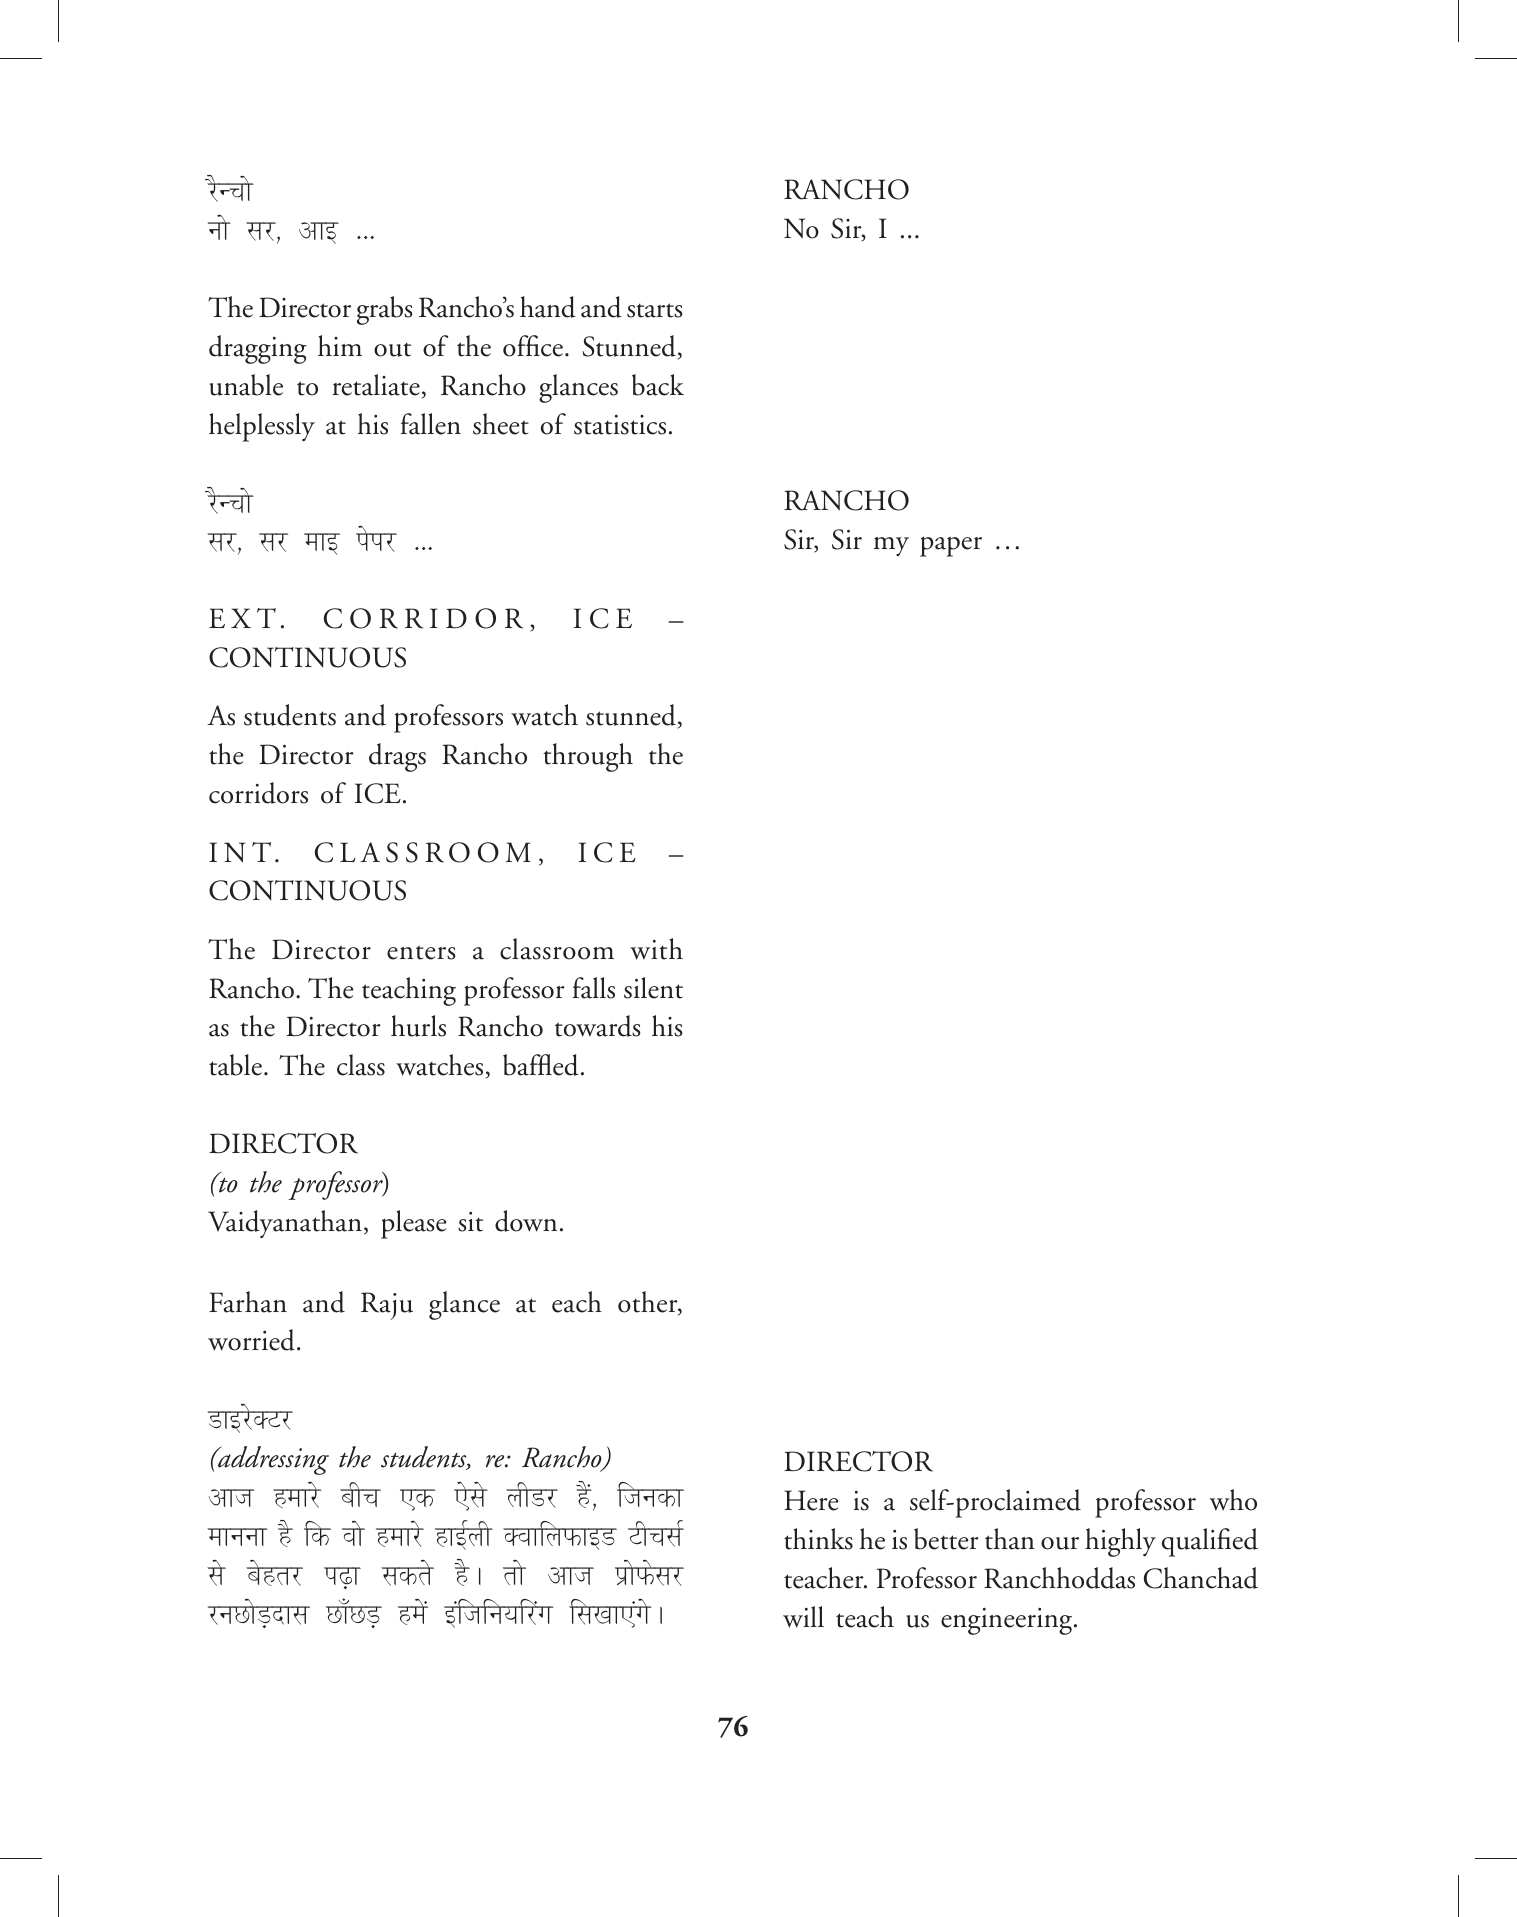 रैन्चो
नो सर, आइ ...
RANCHO
No Sir, I ...
The Director grabs Rancho’s hand and starts
dragging him out of the office. Stunned,
unable to retaliate, Rancho glances back
helplessly at his fallen sheet of statistics.
रैन्चो
सर, सर माइ पेपर ...
RANCHO
Sir, Sir my paper …
EXT. CORRIDOR, ICE –
CONTINUOUS
As students and professors watch stunned,
the Director drags Rancho through the
corridors of ICE.
INT. CLASSROOM, ICE –
CONTINUOUS
The Director enters a classroom with
Rancho. The teaching professor falls silent
as the Director hurls Rancho towards his
table. The class watches, baffled.
DIRECTOR
(to the professor)
Vaidyanathan, please sit down.
Farhan and Raju glance at each other,
worried.
डाइरेक्टर
(addressing the students, re: Rancho)
आज हमारे बीच एक ऐसे लीडर हैं, जिनका
मानना है कि वो हमारे हाईली क्वालिफाइड टीचर्स
से बेहतर पढ़ा सकते है। तो आज प्रोफेसर
रनछोड़दास छाँछड़ हमें इंजिनियरिंग सिखाएंगे।
DIRECTOR
Here is a self-proclaimed professor who
thinks he is better than our highly qualified
teacher. Professor Ranchhoddas Chanchad
will teach us engineering.
76